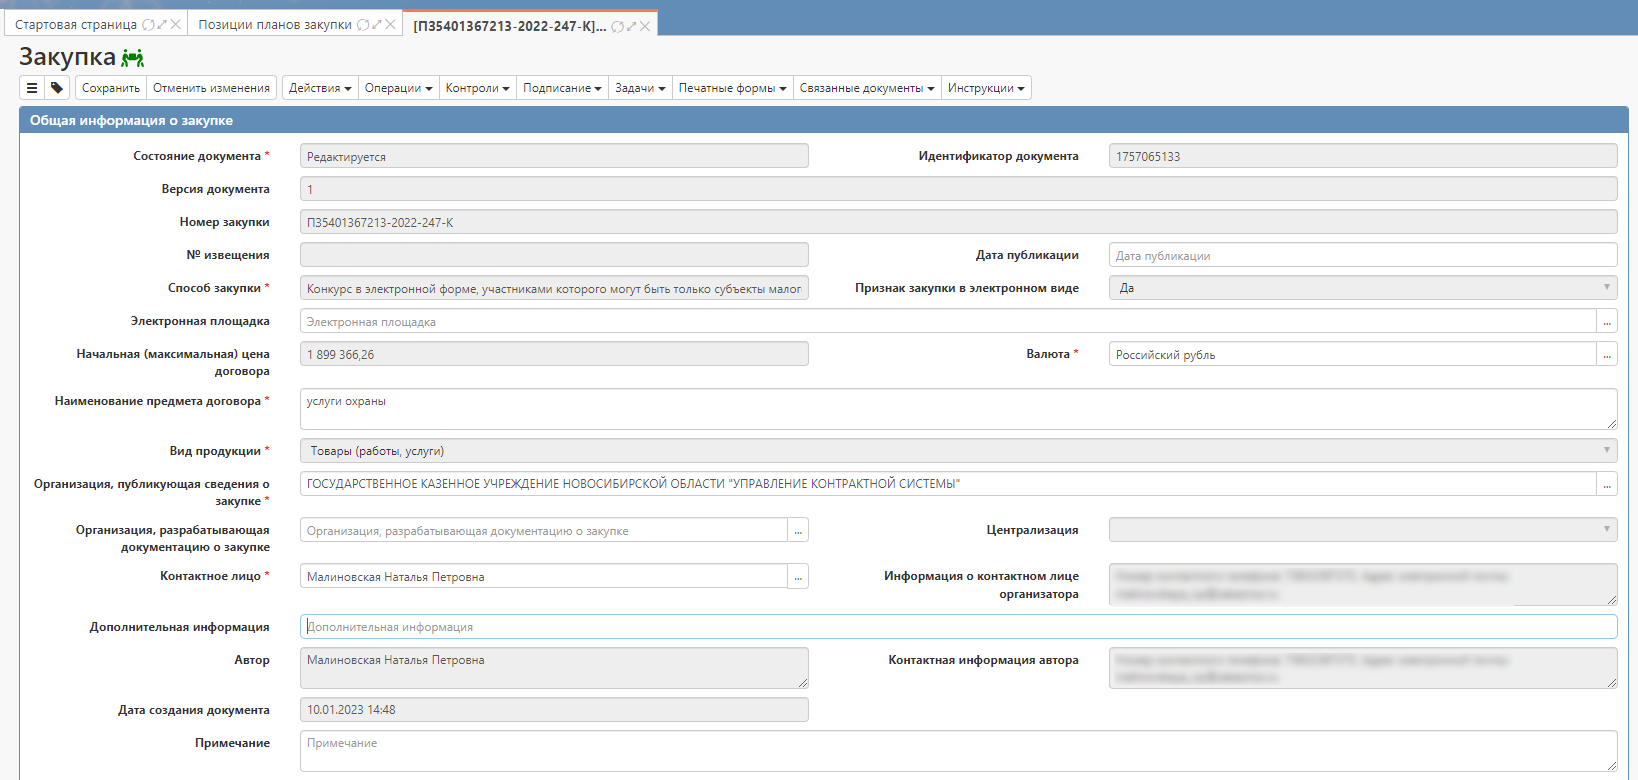 Стартовая страница
Позиции планов закупки
[П35401367213-2022-247-К]...
Закупка
Сохранить Отменить изменения Действия Операции Контроли Подписание Задачи Печатные формы Связанные документы Инструкции
Общая информация о закупке
Состояние документа * Редактируется Идентификатор документа 1757065133
Версия документа 1
Номер закупки П35401367213-2022-247-К
№ извещения Дата публикации Дата публикации
Способ закупки * Конкурс в электронной форме, участниками которого могут быть только субъекты малог Признак закупки в электронном виде Да
Электронная площадка Электронная площадка ...
Начальная (максимальная) цена
договора
1 899 366,26 Валюта * Российский рубль ...
Наименование предмета договора * услуги охраны
Вид продукции * Товары (работы, услуги)
Организация, публикующая сведения о
закупке *
ГОСУДАРСТВЕННОЕ КАЗЕННОЕ УЧРЕЖДЕНИЕ НОВОСИБИРСКОЙ ОБЛАСТИ "УПРАВЛЕНИЕ КОНТРАКТНОЙ СИСТЕМЫ" ...
Организация, разрабатывающая
документацию о закупке
Организация, разрабатывающая документацию о закупке ... Централизация
Контактное лицо * Малиновская Наталья Петровна ... Информация о контактном лице
организатора
Дополнительная информация Дополнительная информация
Автор Малиновская Наталья Петровна Контактная информация автора
Дата создания документа 10.01.2023 14:48
Примечание Примечание